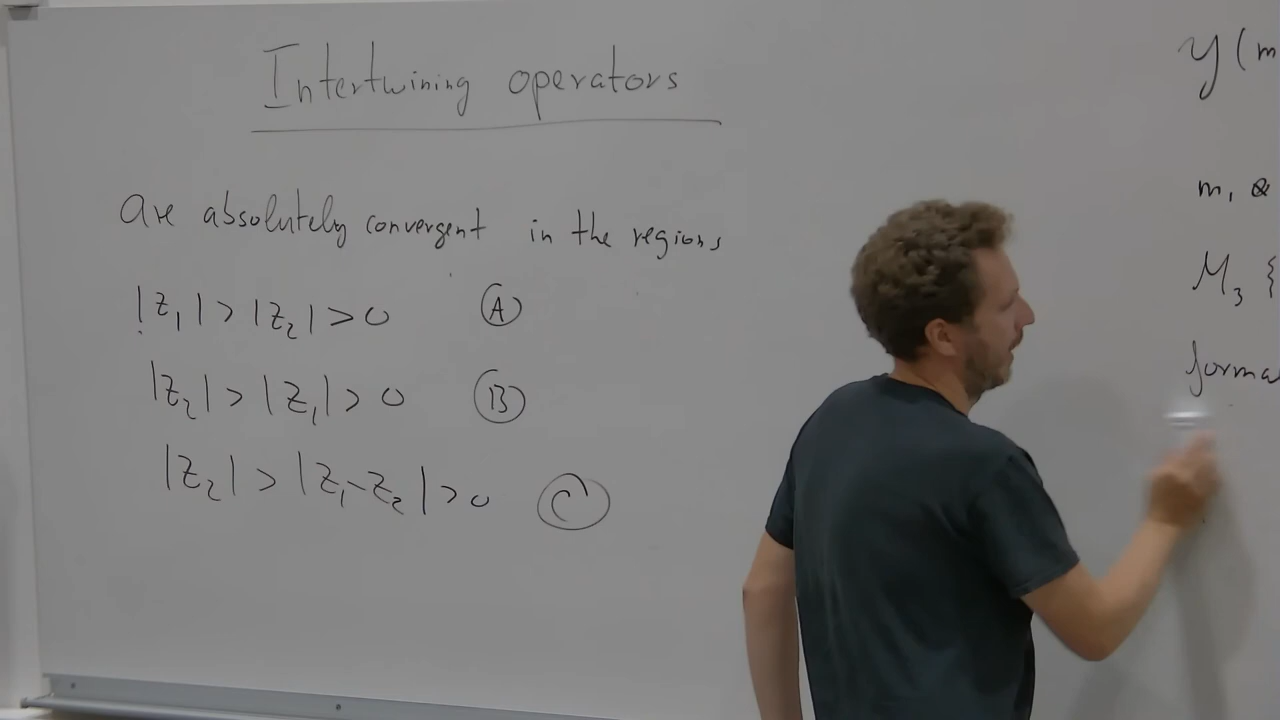 Intertwining operators
are absolutely convergent in the regions
|z₁| > |z₂| > 0 Ⓐ
|z₂| > |z₁| > 0 Ⓑ
|z₂| > |z₁-z₂| > 0 Ⓒ
y(m
m₁ ⊗
M₃ {
forma